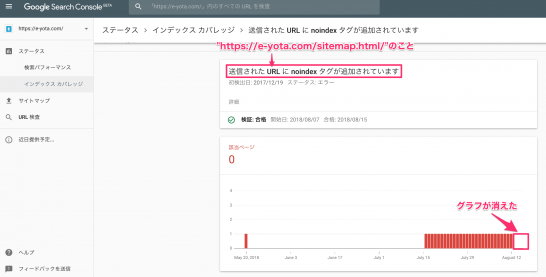 Google Search Console BETA
"https://e-yota.com/" 内のすべての URL を検査
https://e-yota.com/
ステータス > インデックス カバレッジ > 送信された URL に noindex タグが追加されています
ステータス
検索パフォーマンス
インデックス カバレッジ
サイトマップ
URL 検査
近日提供予定...
ヘルプ
フィードバックを送信
"https://e-yota.com/sitemap.html/"のこと
送信された URL に noindex タグが追加されています
初検出日: 2017/12/19 ステータス: エラー
詳細
検証: 合格 開始日: 2018/08/07 合格: 2018/08/15
該当ページ
0
グラフが消えた
4
3
2
1
0
May 20, 2018 June 3 June 17 July 1 July 15 July 29 August 12